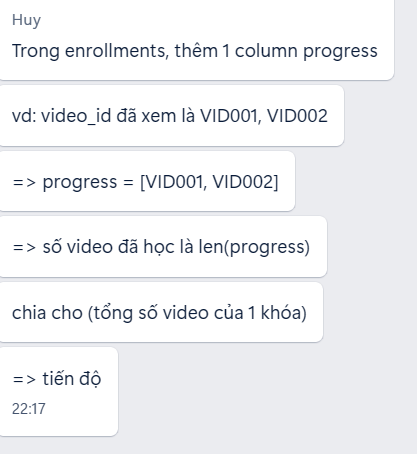 Huy
Trong enrollments, thêm 1 column progress
vd: video_id đã xem là VID001, VID002
=> progress = [VID001, VID002]
=> số video đã học là len(progress)
chia cho (tổng số video của 1 khóa)
=> tiến độ
22:17